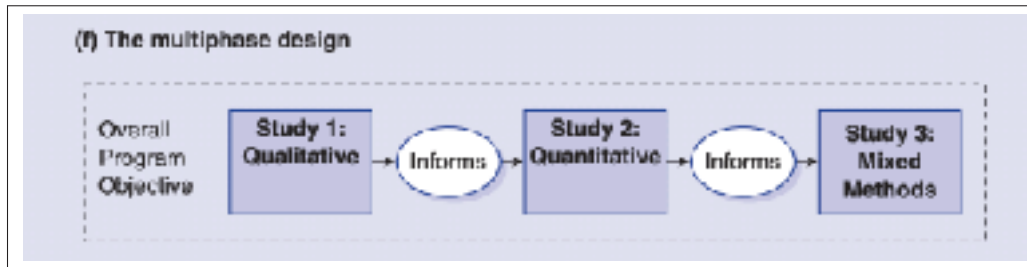 (f) The multiphase design
Overall
Program
Objective
Study 1:
Qualitative
Informs
Study 2:
Quantitative
Informs
Study 3:
Mixed
Methods